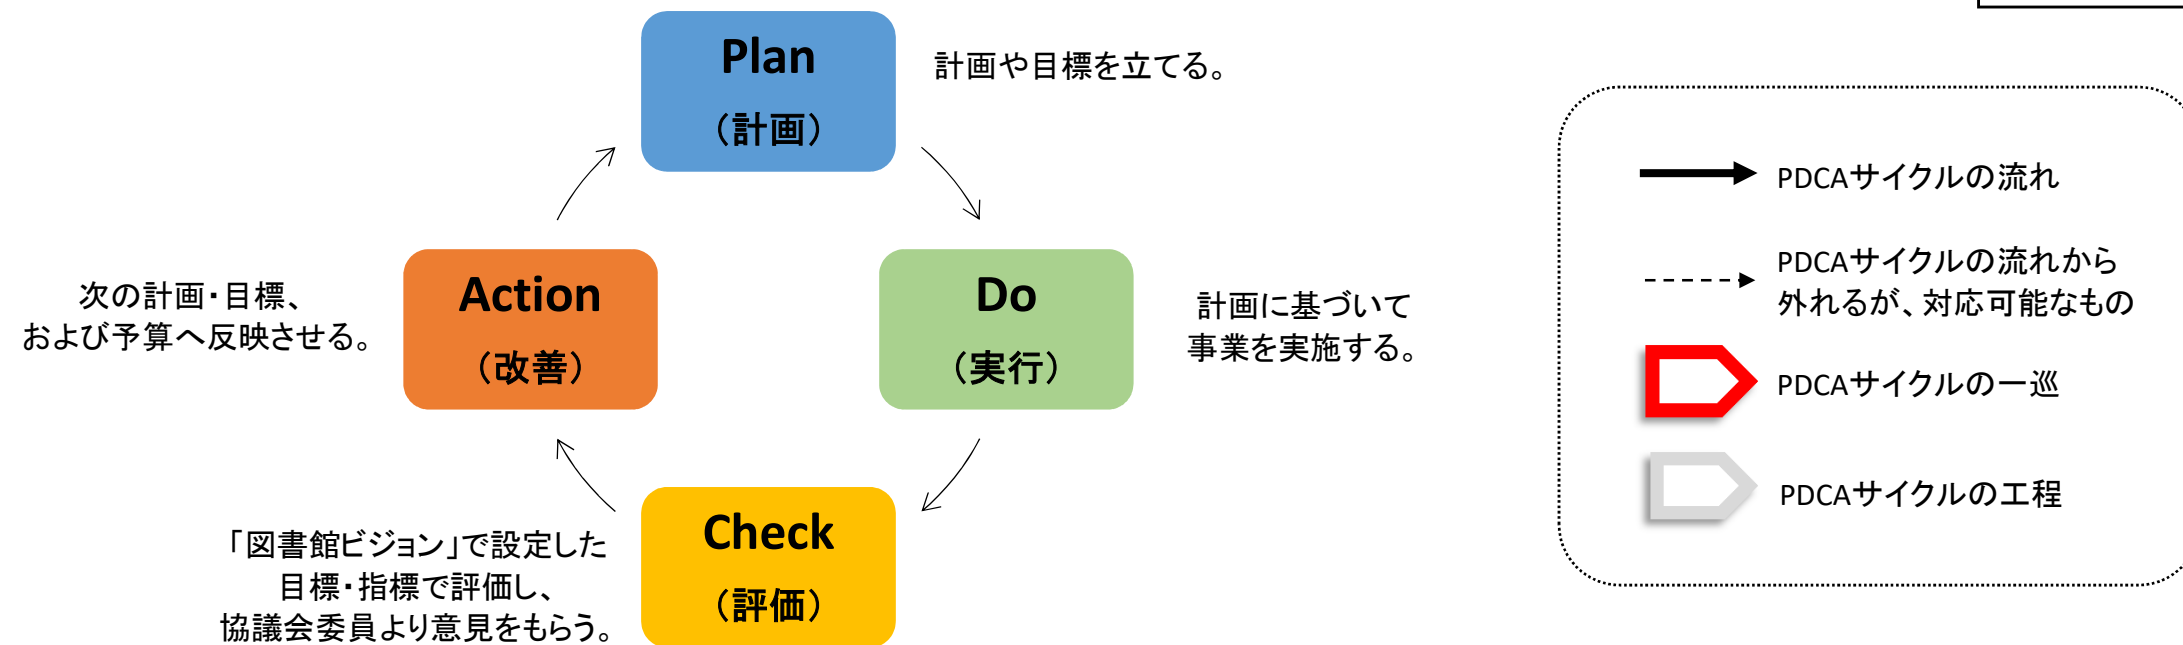 Plan
(計画)
計画や目標を立てる。
Action
(改善)
次の計画・目標、
および予算へ反映させる。
Do
(実行)
計画に基づいて
事業を実施する。
Check
(評価)
「図書館ビジョン」で設定した
目標・指標で評価し、
協議会委員より意見をもらう。
PDCAサイクルの流れ
PDCAサイクルの流れから
外れるが、対応可能なもの
PDCAサイクルの一巡
PDCAサイクルの工程